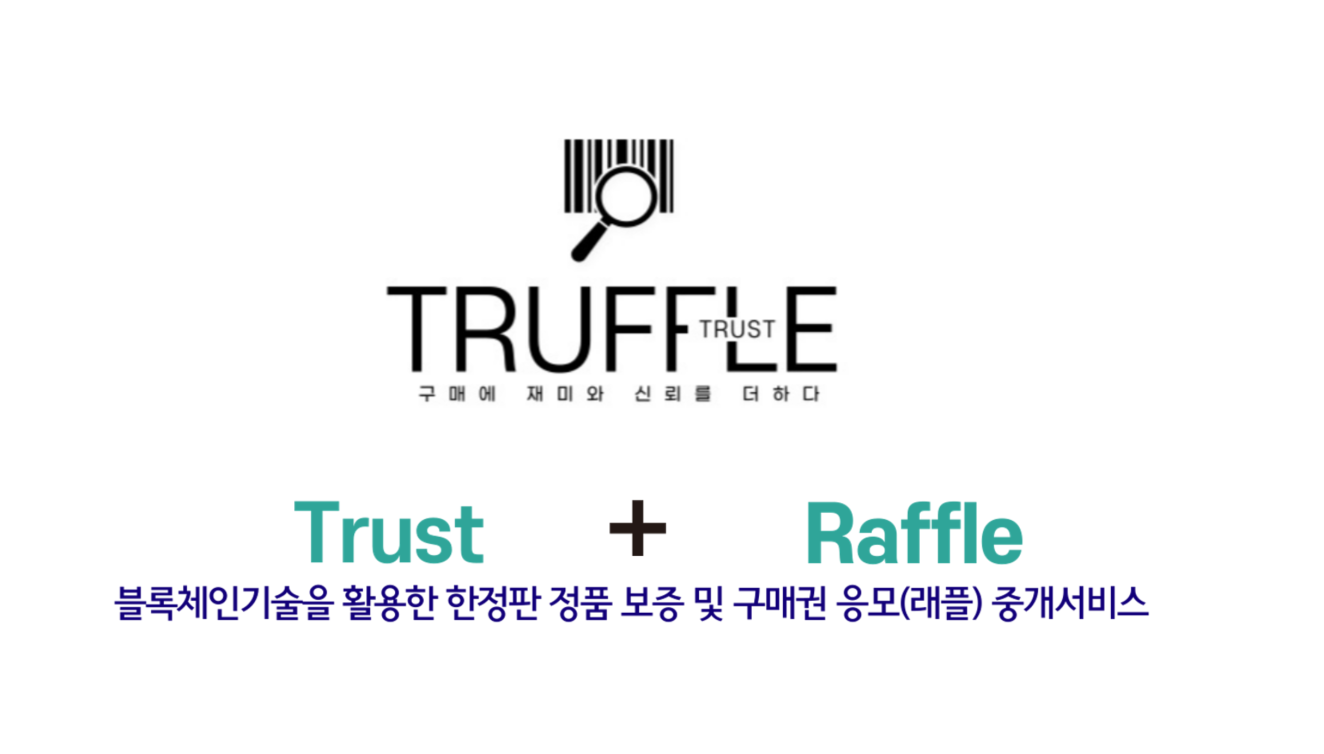 TRUFFLE
TRUST
구매에 재미와 신뢰를 더하다
Trust + Raffle
블록체인기술을 활용한 한정판 정품 보증 및 구매권 응모(래플) 중개서비스